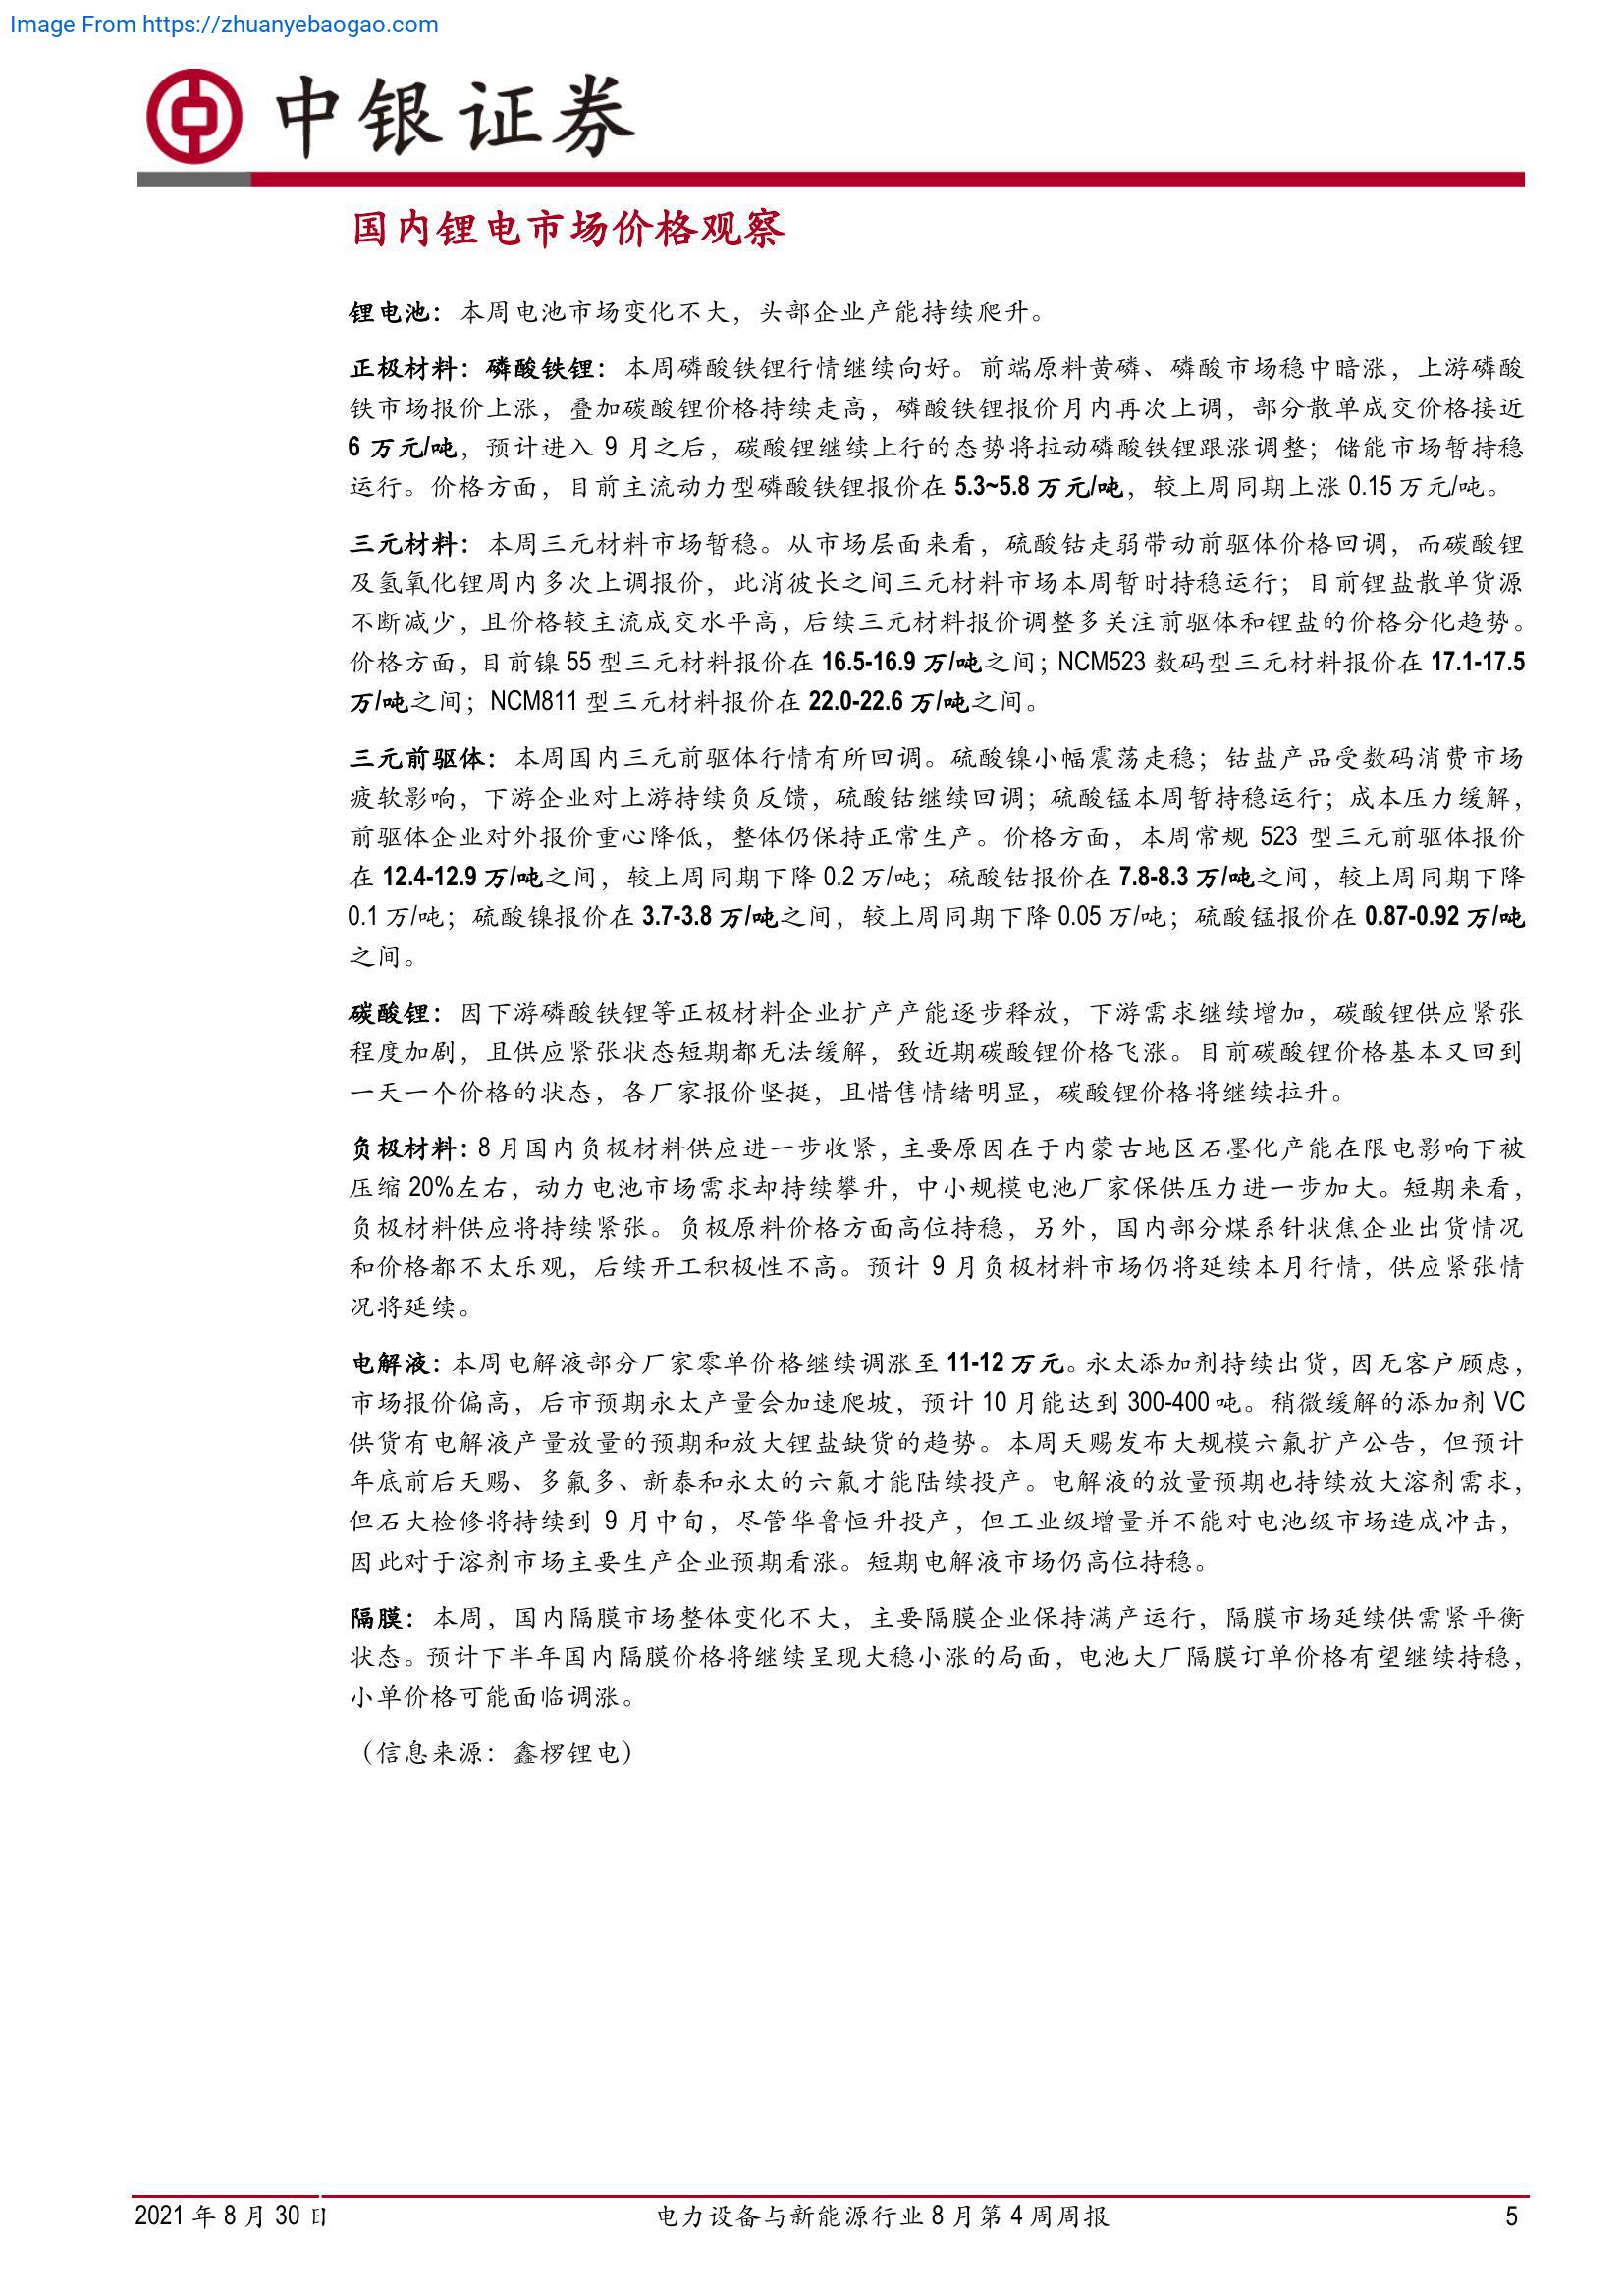 Image From https://zhuanyebaogao.com
中银证券
国内锂电市场价格观察
锂电池：本周电池市场变化不大，头部企业产能持续爬升。
正极材料：磷酸铁锂：本周磷酸铁锂行情继续向好。前端原料黄磷、磷酸市场稳中暗涨，上游磷酸
铁市场报价上涨，叠加碳酸锂价格持续走高，磷酸铁锂报价月内再次上调，部分散单成交价格接近
6 万元/吨，预计进入 9 月之后，碳酸锂继续上行的态势将拉动磷酸铁锂跟涨调整；储能市场暂持稳
运行。价格方面，目前主流动力型磷酸铁锂报价在 5.3~5.8 万元/吨，较上周同期上涨 0.15 万元/吨。
三元材料：本周三元材料市场暂稳。从市场层面来看，硫酸钴走弱带动前驱体价格回调，而碳酸锂
及氢氧化锂周内多次上调报价，此消彼长之间三元材料市场本周暂时持稳运行；目前锂盐散单货源
不断减少，且价格较主流成交水平高，后续三元材料报价调整多关注前驱体和锂盐的价格分化趋势。
价格方面，目前镍 55 型三元材料报价在 16.5-16.9 万/吨之间；NCM523 数码型三元材料报价在 17.1-17.5
万/吨之间；NCM811 型三元材料报价在 22.0-22.6 万/吨之间。
三元前驱体：本周国内三元前驱体行情有所回调。硫酸镍小幅震荡走稳；钴盐产品受数码消费市场
疲软影响，下游企业对上游持续负反馈，硫酸钴继续回调；硫酸锰本周暂持稳运行；成本压力缓解，
前驱体企业对外报价重心降低，整体仍保持正常生产。价格方面，本周常规 523 型三元前驱体报价
在 12.4-12.9 万/吨之间，较上周同期下降 0.2 万/吨；硫酸钴报价在 7.8-8.3 万/吨之间，较上周同期下降
0.1 万/吨；硫酸镍报价在 3.7-3.8 万/吨之间，较上周同期下降 0.05 万/吨；硫酸锰报价在 0.87-0.92 万/吨
之间。
碳酸锂：因下游磷酸铁锂等正极材料企业扩产产能逐步释放，下游需求继续增加，碳酸锂供应紧张
程度加剧，且供应紧张状态短期都无法缓解，致近期碳酸锂价格飞涨。目前碳酸锂价格基本又回到
一天一个价格的状态，各厂家报价坚挺，且惜售情绪明显，碳酸锂价格将继续拉升。
负极材料：8 月国内负极材料供应进一步收紧，主要原因在于内蒙古地区石墨化产能在限电影响下被
压缩 20%左右，动力电池市场需求却持续攀升，中小规模电池厂家保供压力进一步加大。短期来看，
负极材料供应将持续紧张。负极原料价格方面高位持稳，另外，国内部分煤系针状焦企业出货情况
和价格都不太乐观，后续开工积极性不高。预计 9 月负极材料市场仍将延续本月行情，供应紧张情
况将延续。
电解液：本周电解液部分厂家零单价格继续调涨至 11-12 万元。永太添加剂持续出货，因无客户顾虑，
市场报价偏高，后市预期永太产量会加速爬坡，预计 10 月能达到 300-400 吨。稍微缓解的添加剂 VC
供货有电解液产量放量的预期和放大锂盐缺货的趋势。本周天赐发布大规模六氟扩产公告，但预计
年底前后天赐、多氟多、新泰和永太的六氟才能陆续投产。电解液的放量预期也持续放大溶剂需求，
但石大检修将持续到 9 月中旬，尽管华鲁恒升投产，但工业级增量并不能对电池级市场造成冲击，
因此对于溶剂市场主要生产企业预期看涨。短期电解液市场仍高位持稳。
隔膜：本周，国内隔膜市场整体变化不大，主要隔膜企业保持满产运行，隔膜市场延续供需紧平衡
状态。预计下半年国内隔膜价格将继续呈现大稳小涨的局面，电池大厂隔膜订单价格有望继续持稳，
小单价格可能面临调涨。
（信息来源：鑫椤锂电）
2021 年 8 月 30 日
电力设备与新能源行业 8 月第 4 周周报
5